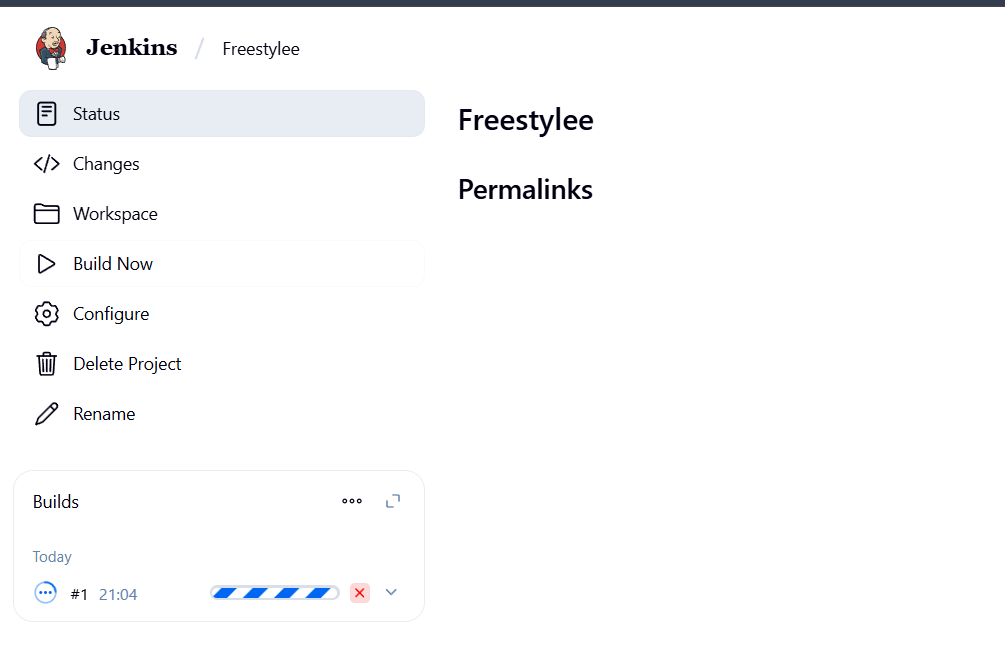 Jenkins / Freestylee
Status
Changes
Workspace
Build Now
Configure
Delete Project
Rename
Freestylee
Permalinks
Builds
Today
#1 21:04